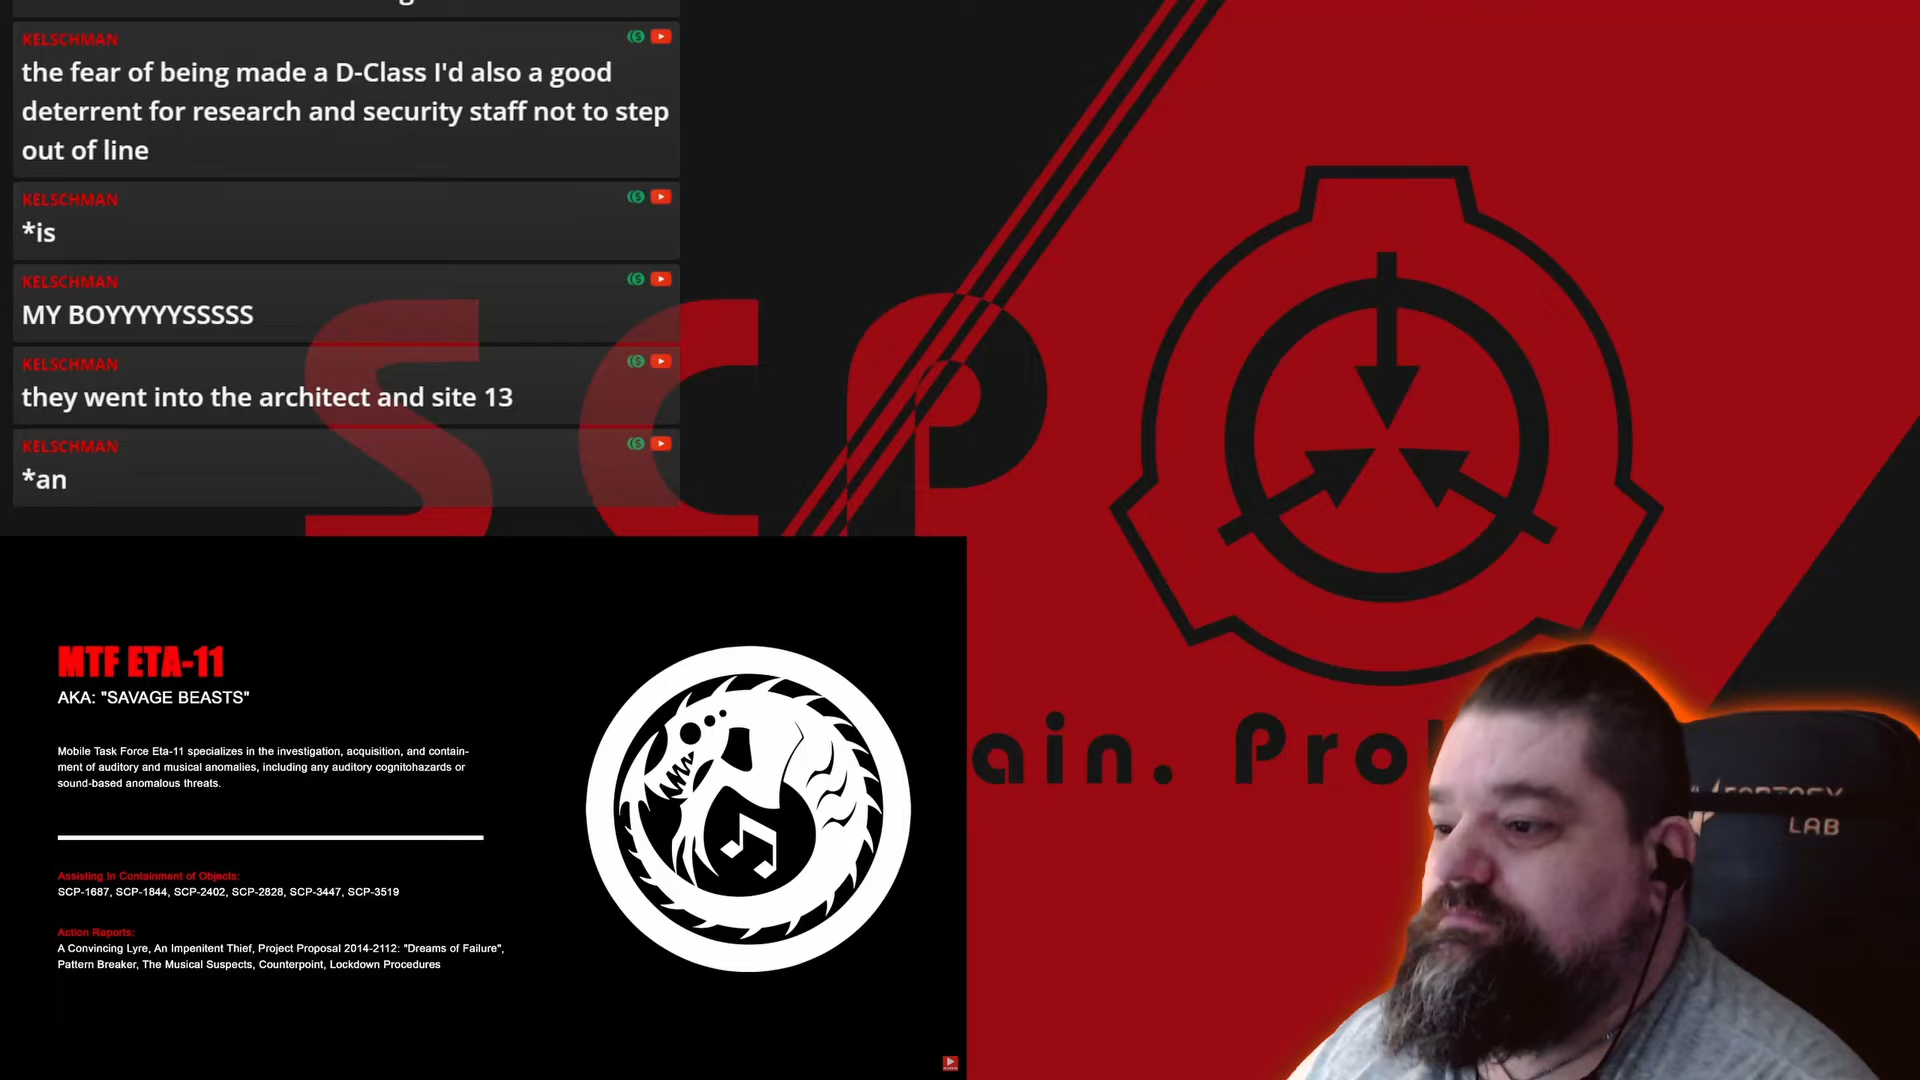 KELSCHMAN
the fear of being made a D-Class I'd also a good
deterrent for research and security staff not to step
out of line
KELSCHMAN
*is
KELSCHMAN
MY BOYYYYYSSSSS
KELSCHMAN
they went into the architect and site 13
KELSCHMAN
*an
SCP
MTF ETA-11
AKA: "SAVAGE BEASTS"
Mobile Task Force Eta-11 specializes in the investigation, acquisition, and contain-
ment of auditory and musical anomalies, including any auditory cognitohazards or
sound-based anomalous threats.
Assisting In Containment of Objects:
SCP-1687, SCP-1844, SCP-2402, SCP-2828, SCP-3447, SCP-3519
Action Reports:
A Convincing Lyre, An Impenitent Thief, Project Proposal 2014-2112: "Dreams of Failure",
Pattern Breaker, The Musical Suspects, Counterpoint, Lockdown Procedures
ain. Pro
LAB